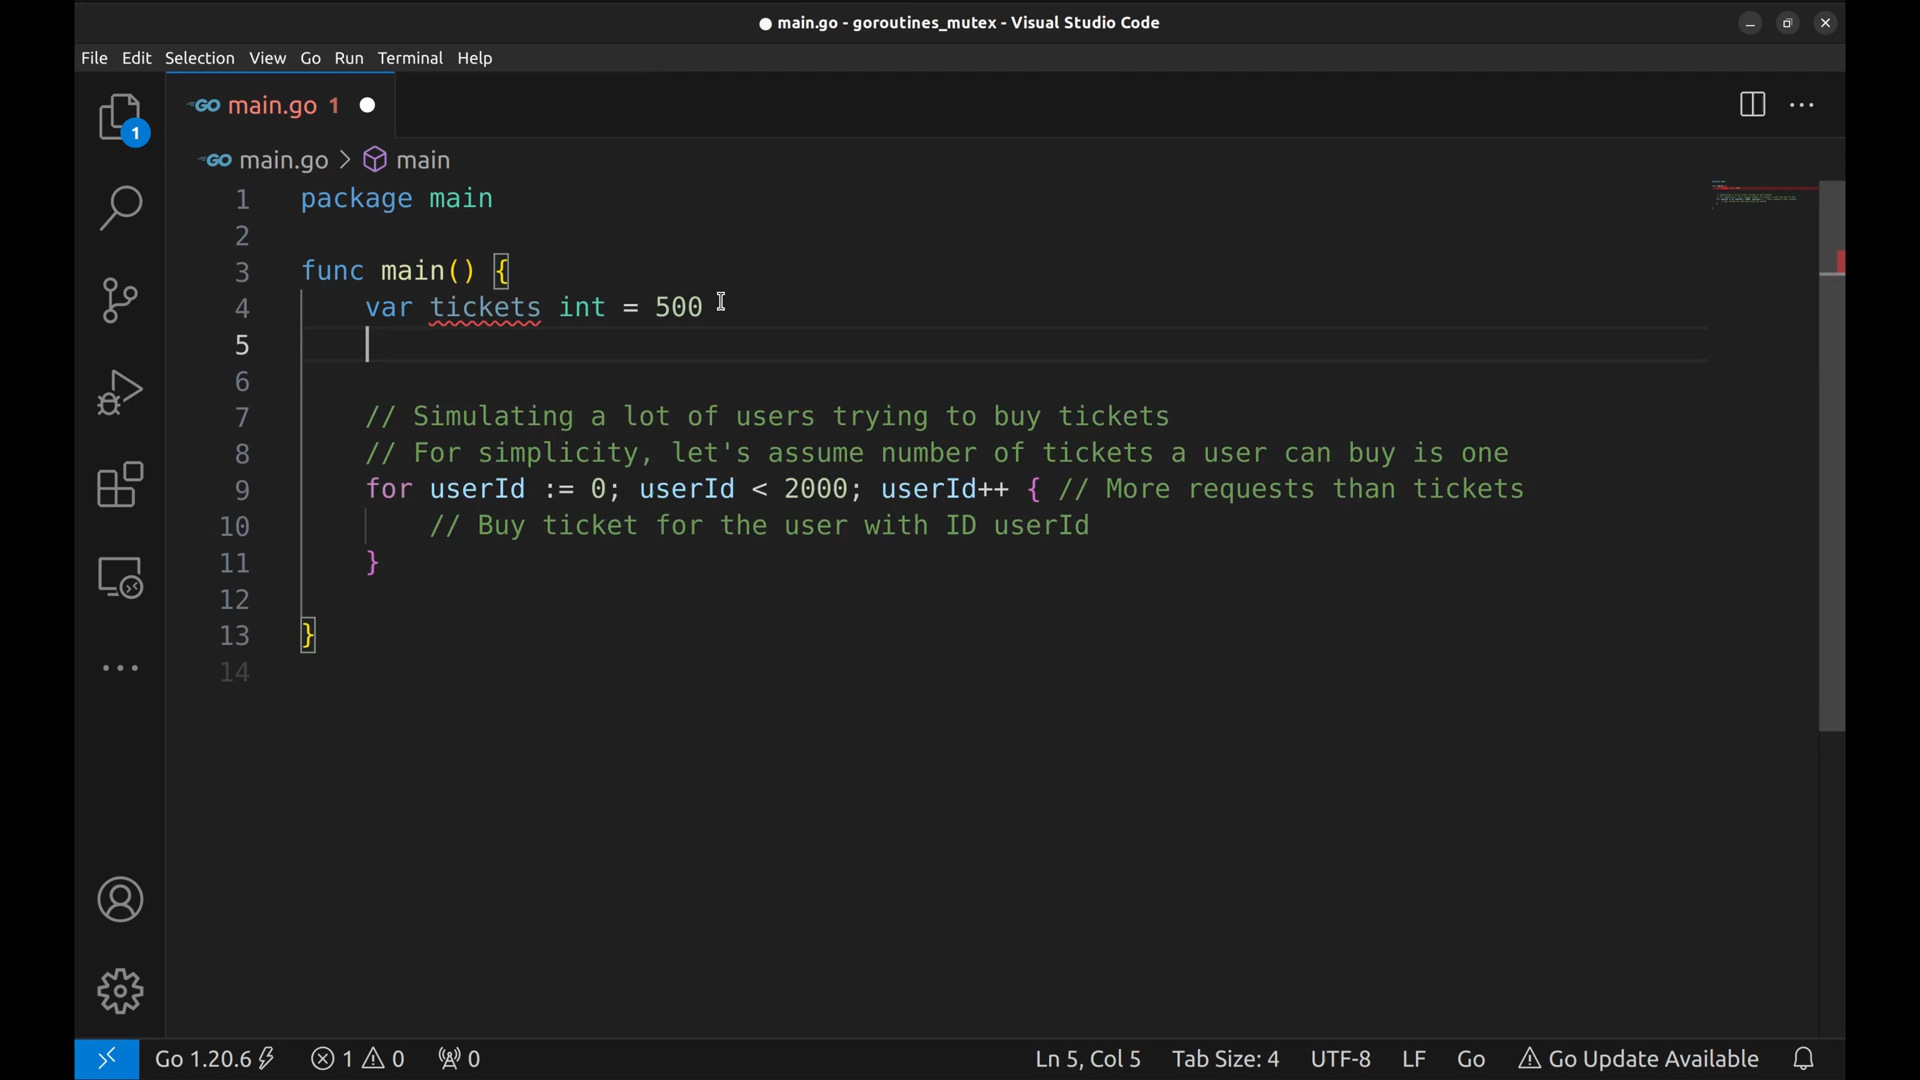 main.go - goroutines_mutex - Visual Studio Code
File Edit Selection View Go Run Terminal Help
GO main.go 1
1
GO main.go > main
1 package main
2
3 func main() {
4 var tickets int = 500
5
6
7 // Simulating a lot of users trying to buy tickets
8 // For simplicity, let's assume number of tickets a user can buy is one
9 for userId := 0; userId < 2000; userId++ { // More requests than tickets
10 // Buy ticket for the user with ID userId
11 }
12
13 }
14
Go 1.20.6 1 0 0 Ln 5, Col 5 Tab Size: 4 UTF-8 LF Go Go Update Available